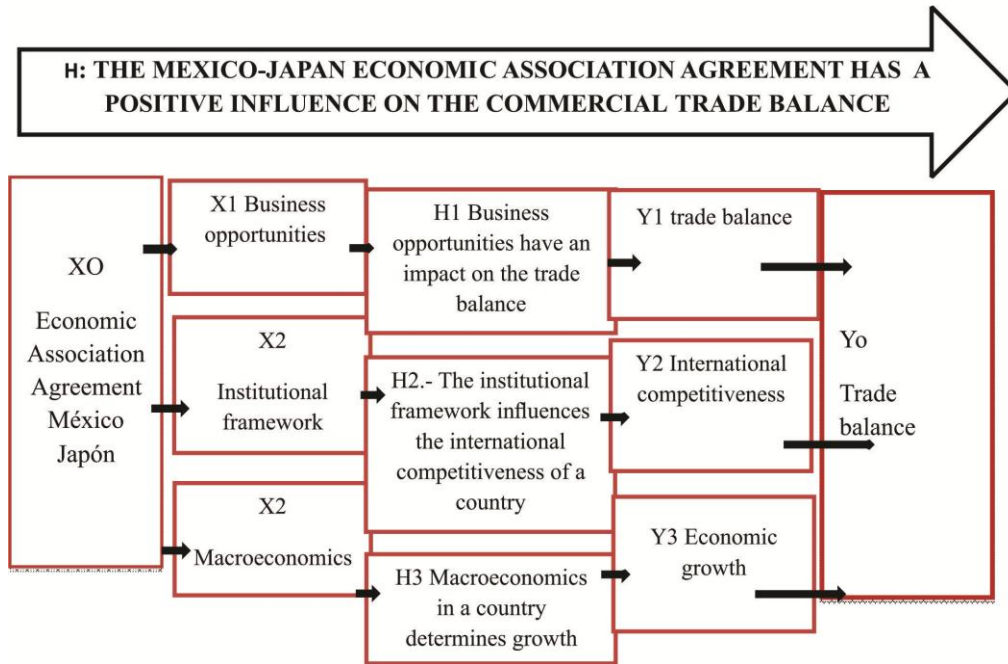 H: THE MEXICO-JAPAN ECONOMIC ASSOCIATION AGREEMENT HAS A
POSITIVE INFLUENCE ON THE COMMERCIAL TRADE BALANCE
XO
Economic
Association
Agreement
México
Japón
X1 Business
opportunities
H1 Business
opportunities have an
impact on the trade
balance
Y1 trade balance
X2
Institutional
framework
H2.- The institutional
framework influences
the international
competitiveness of a
country
Y2 International
competitiveness
X2
Macroeconomics
H3 Macroeconomics
in a country
determines growth
Y3 Economic
growth
Yo
Trade
balance